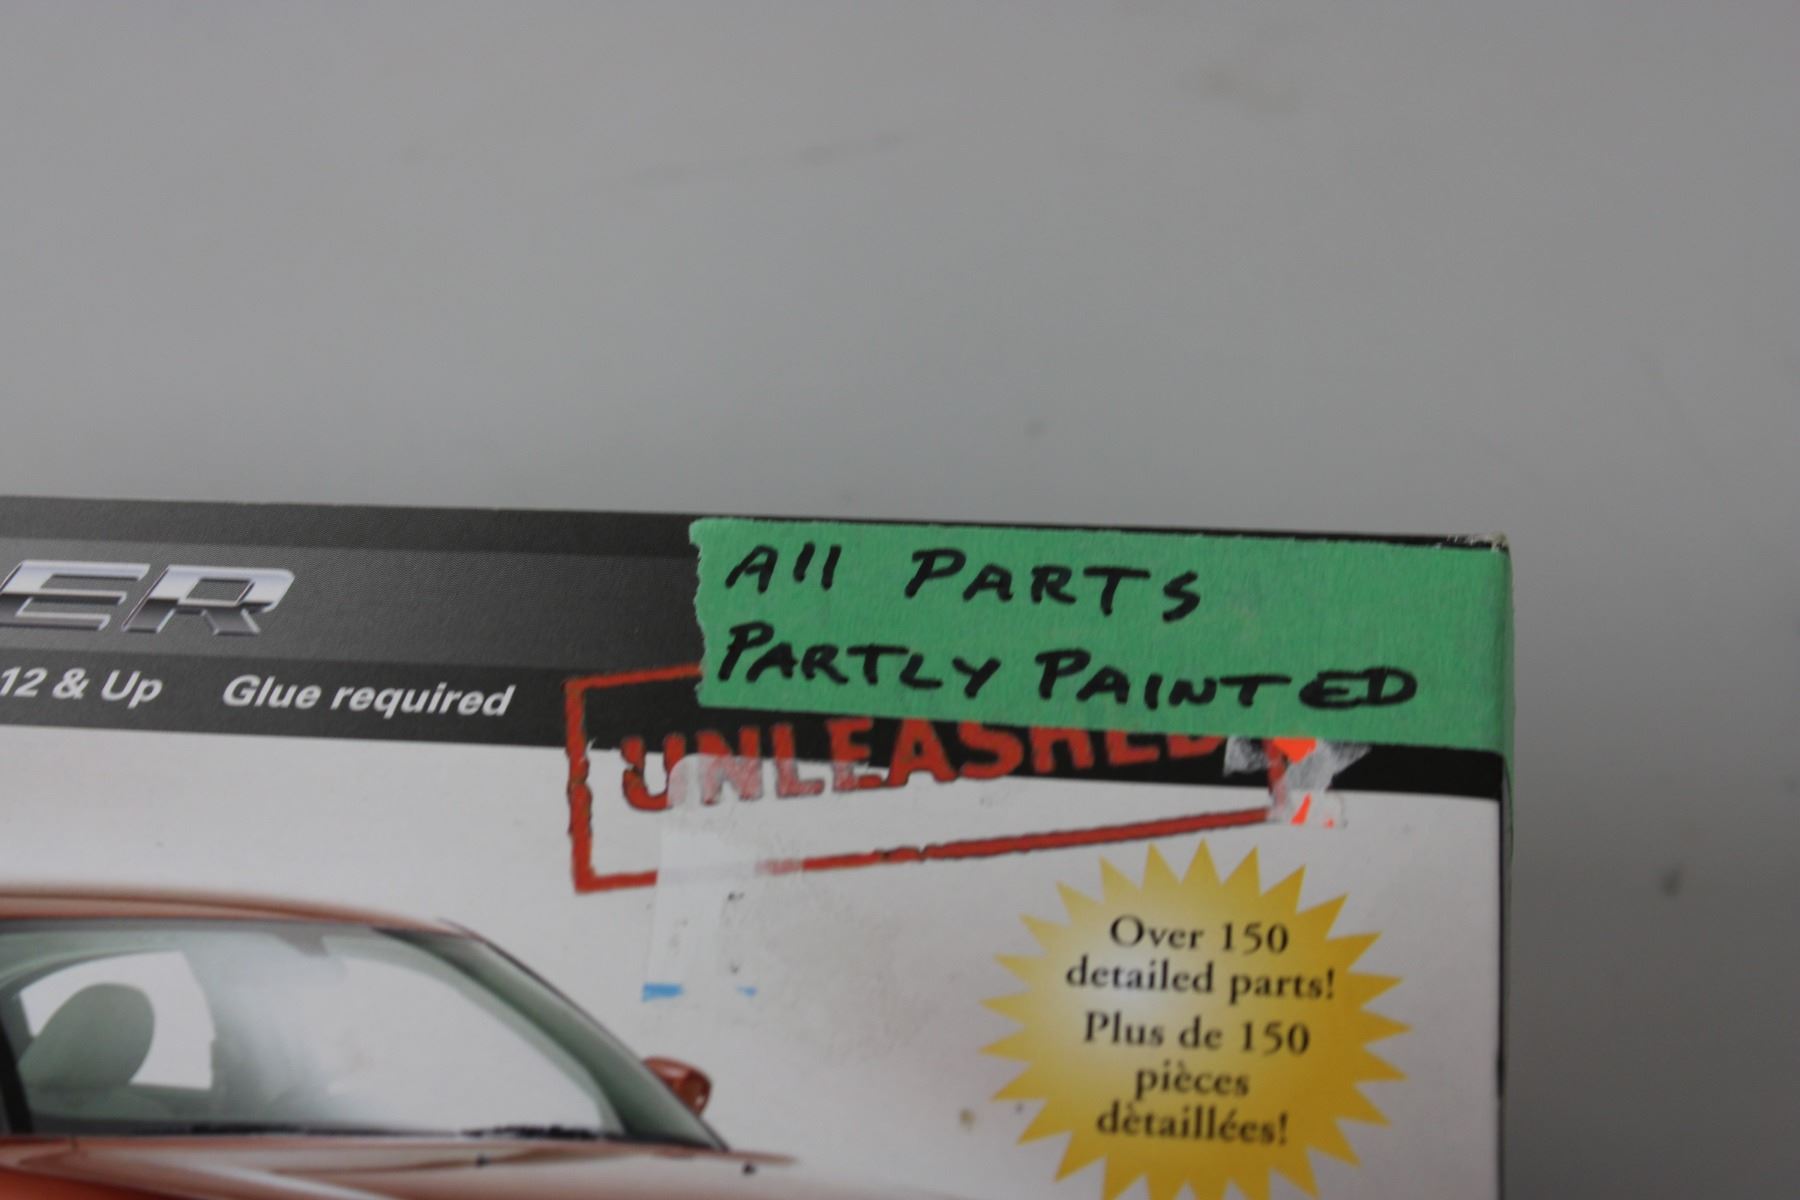 All PARTS
PARTLY PAINTED
ER
12 & Up Glue required
UNLEASHED
Over 150
detailed parts!
Plus de 150
pièces
dètaillées!